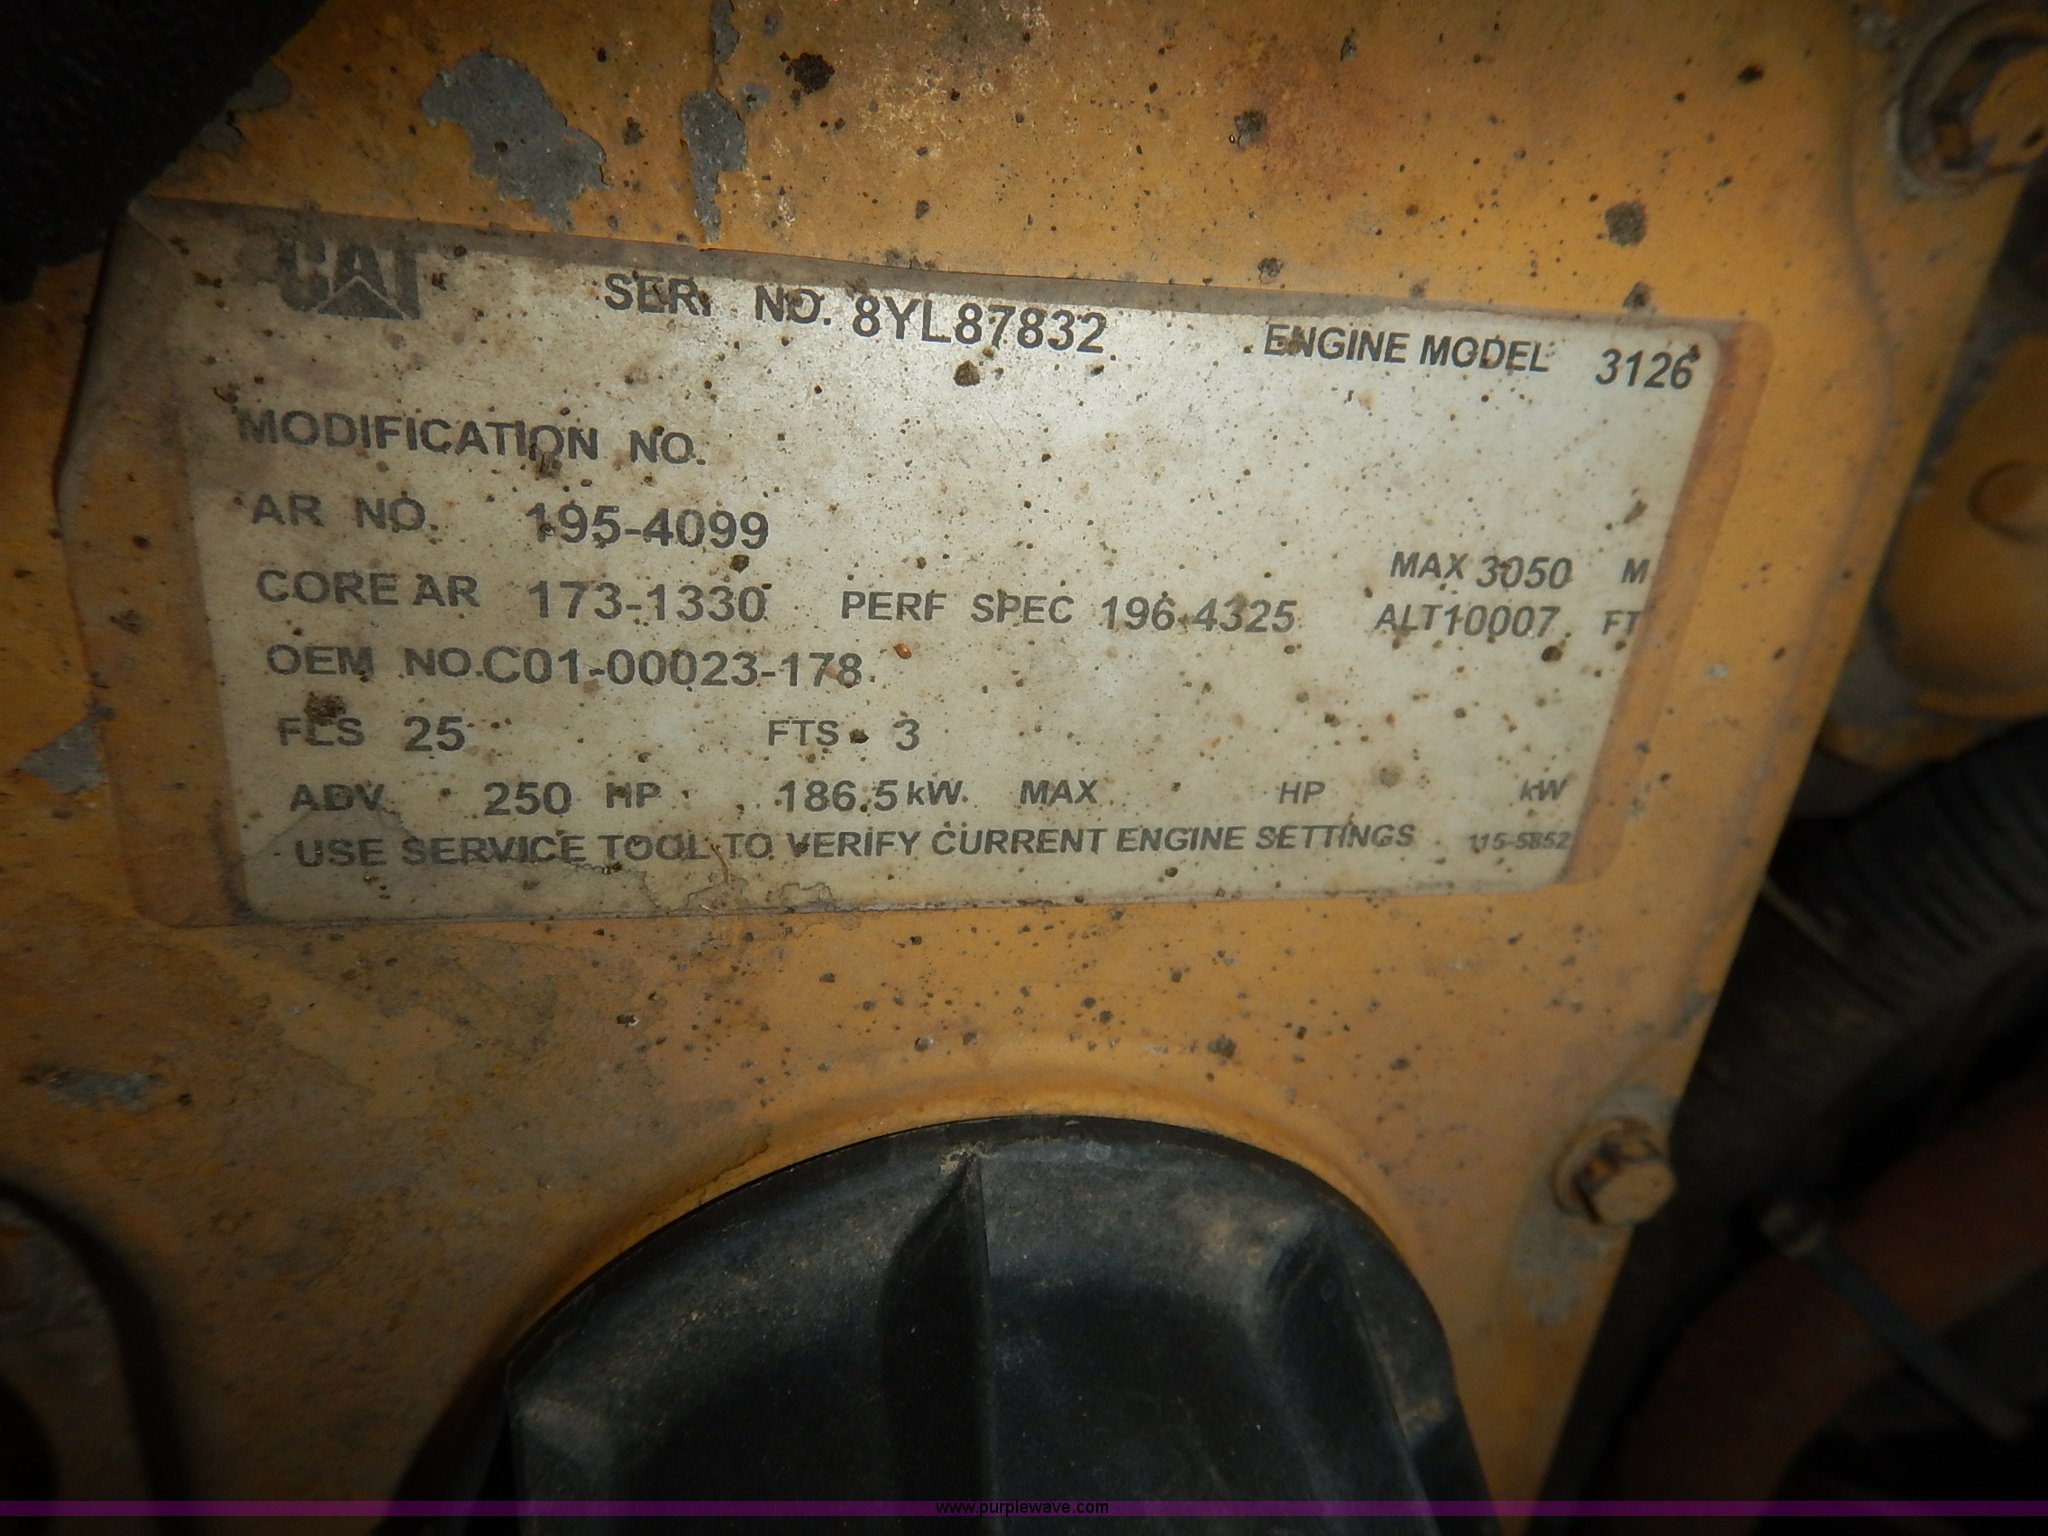 CAT SER. NO. 8YL87832 ENGINE MODEL 3126
MODIFICATION NO.
AR NO. 195-4099
MAX 3050 M
CORE AR 173-1330 PERF SPEC 196-4325 ALT 10007 FT
OEM NO. C01-00023-178
FLS 25 FTS 3
ADV 250 HP 186.5 kW MAX HP kW
USE SERVICE TOOL TO VERIFY CURRENT ENGINE SETTINGS 115-5852
www.purplewave.com